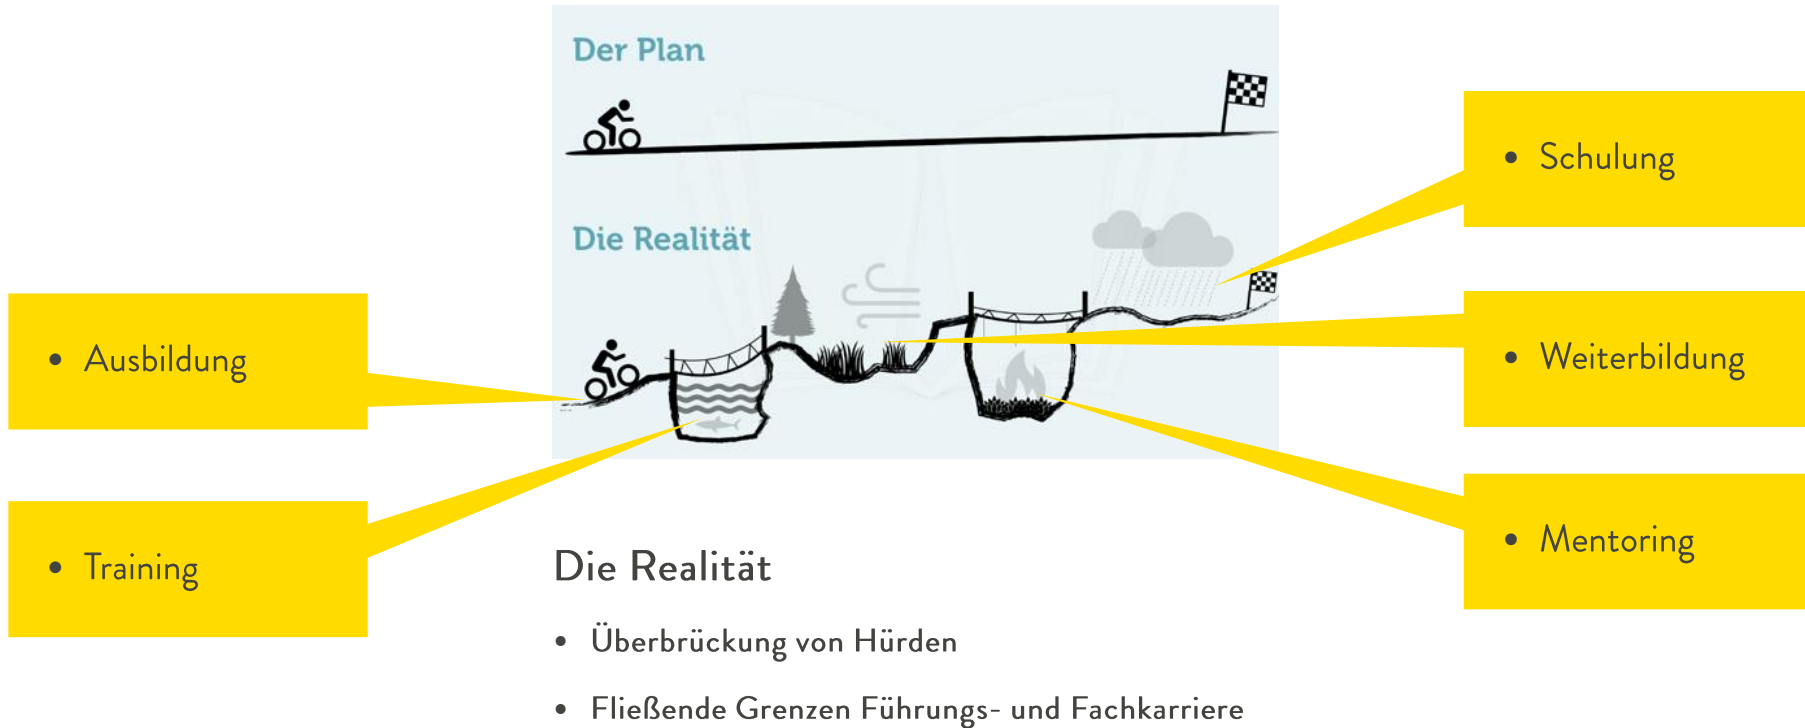 Der Plan
Die Realität
• Ausbildung
• Training
• Schulung
• Weiterbildung
• Mentoring
Die Realität
• Überbrückung von Hürden
• Fließende Grenzen Führungs- und Fachkarriere